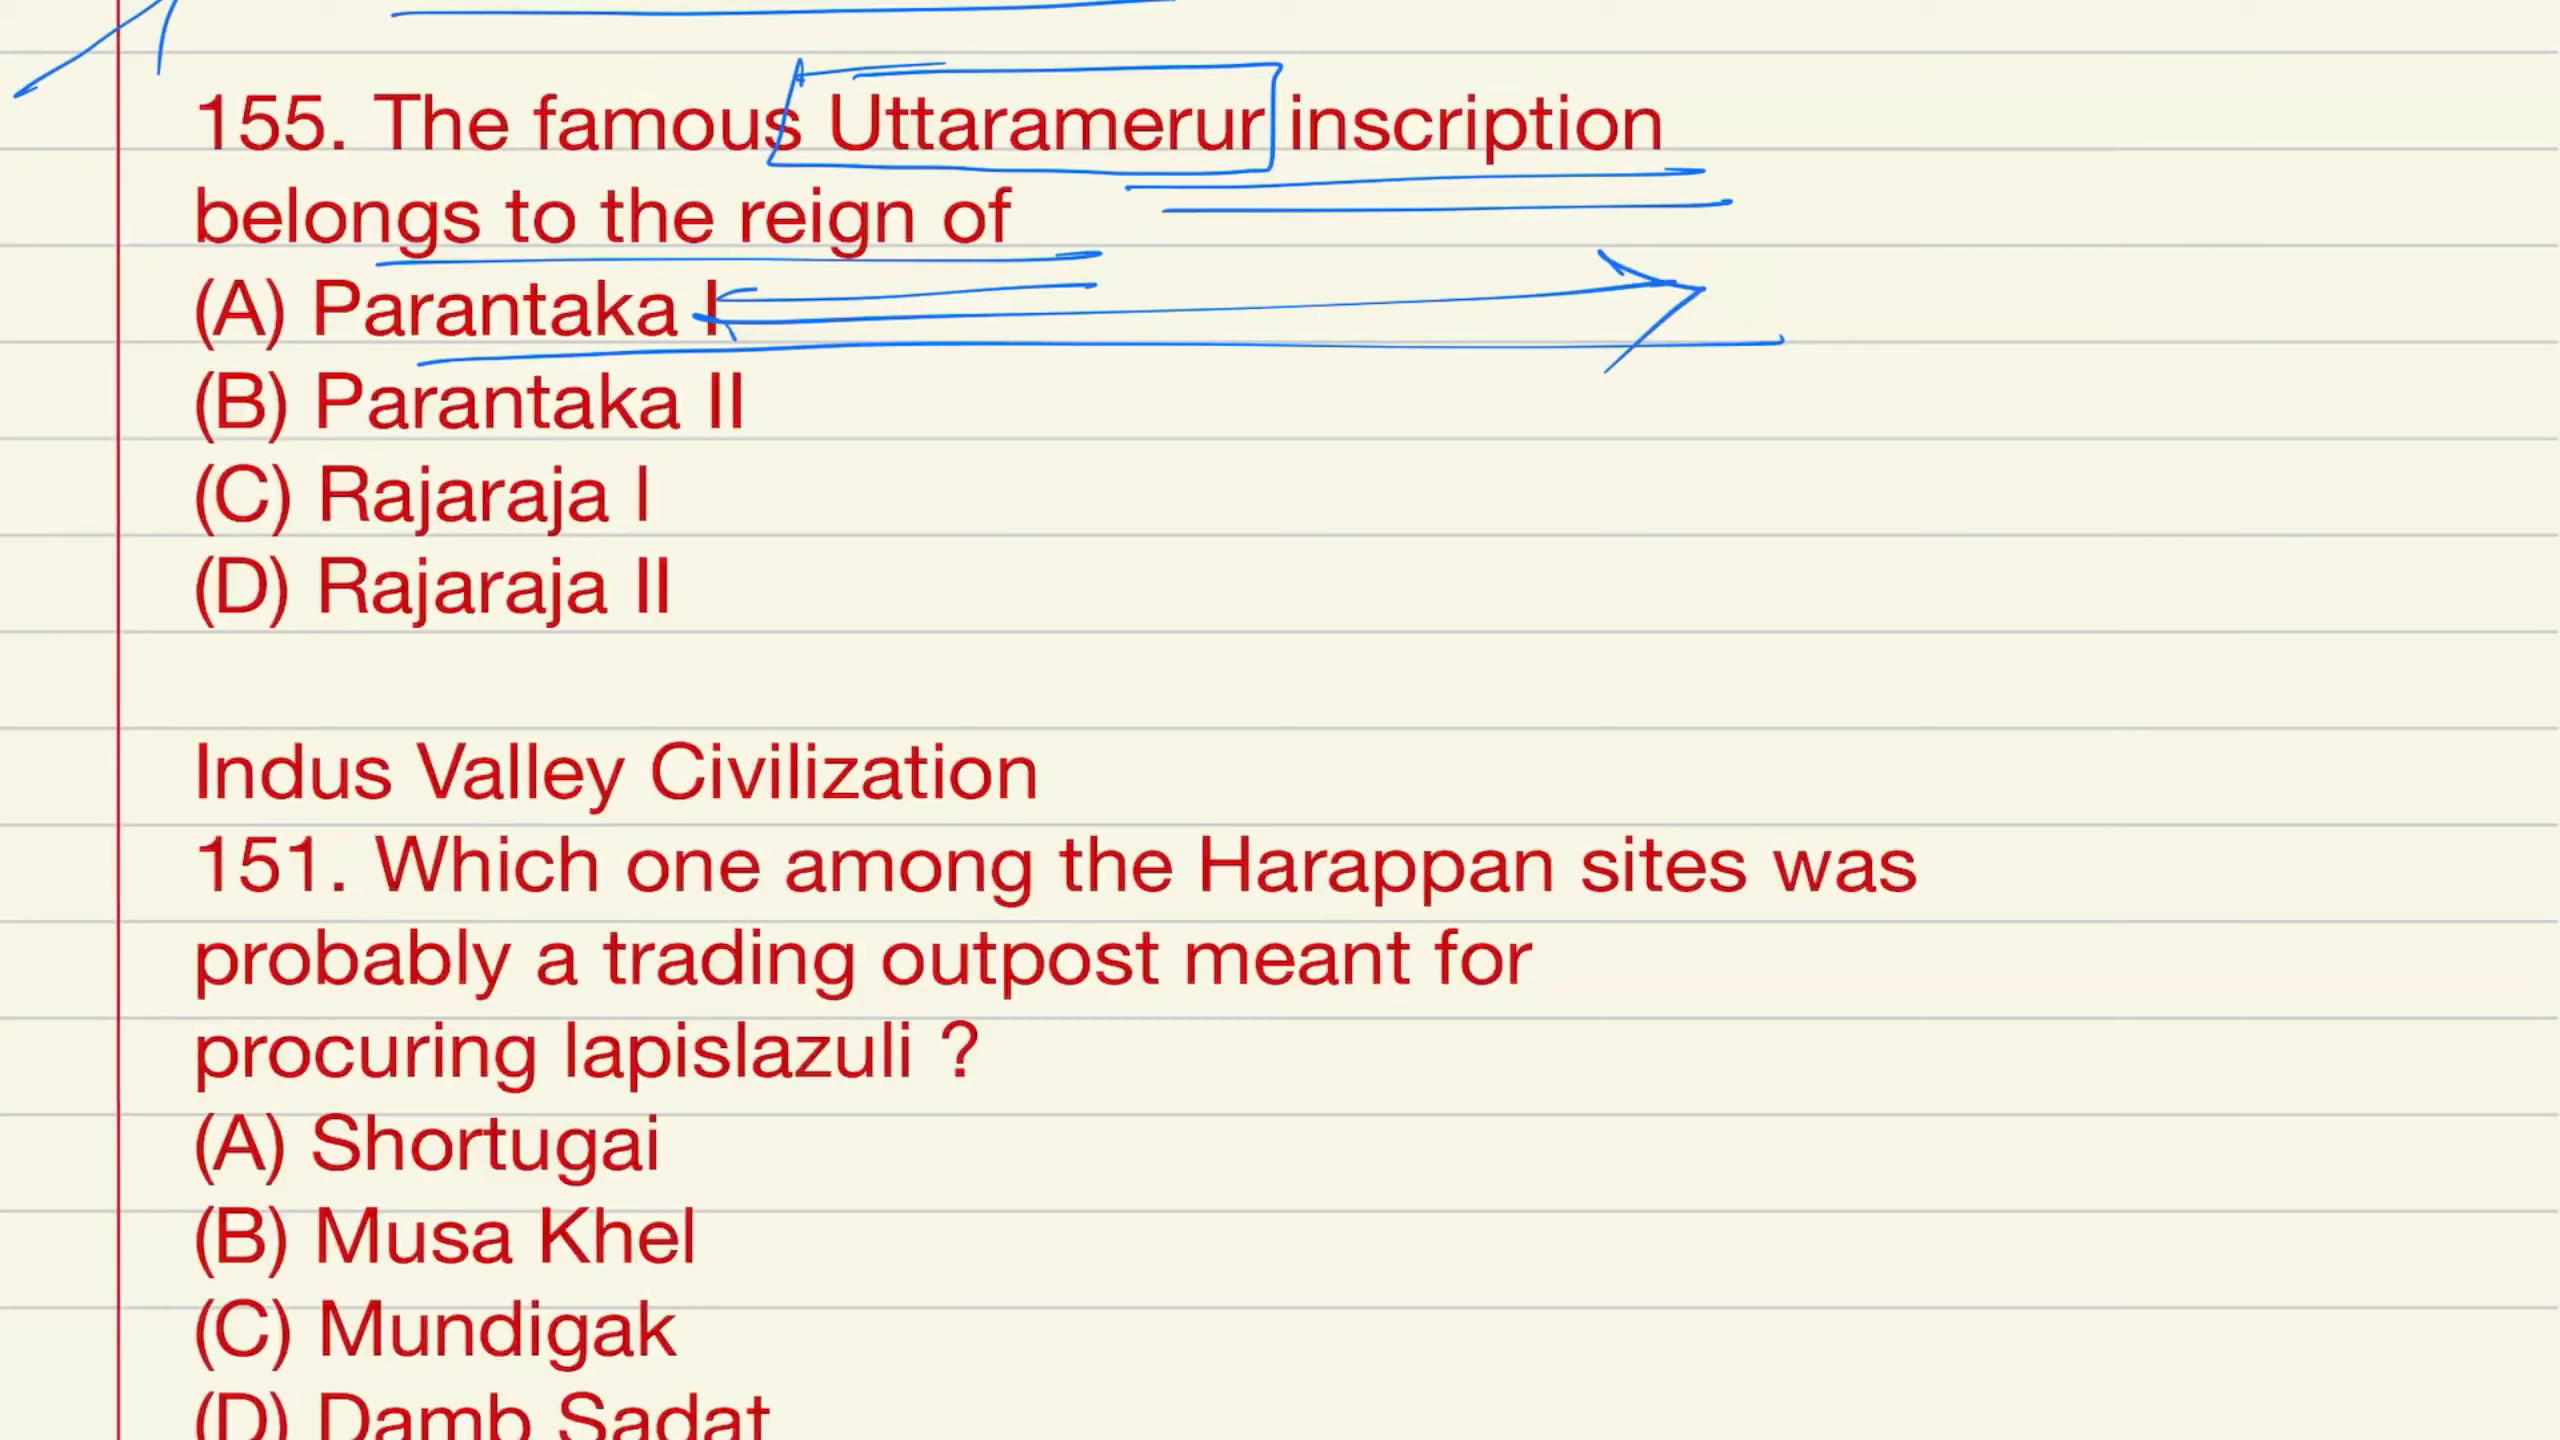 155. The famous Uttaramerur inscription
belongs to the reign of
(A) Parantaka I
(B) Parantaka II
(C) Rajaraja I
(D) Rajaraja II
Indus Valley Civilization
151. Which one among the Harappan sites was
probably a trading outpost meant for
procuring lapislazuli ?
(A) Shortugai
(B) Musa Khel
(C) Mundigak
(D) Damb Sadat